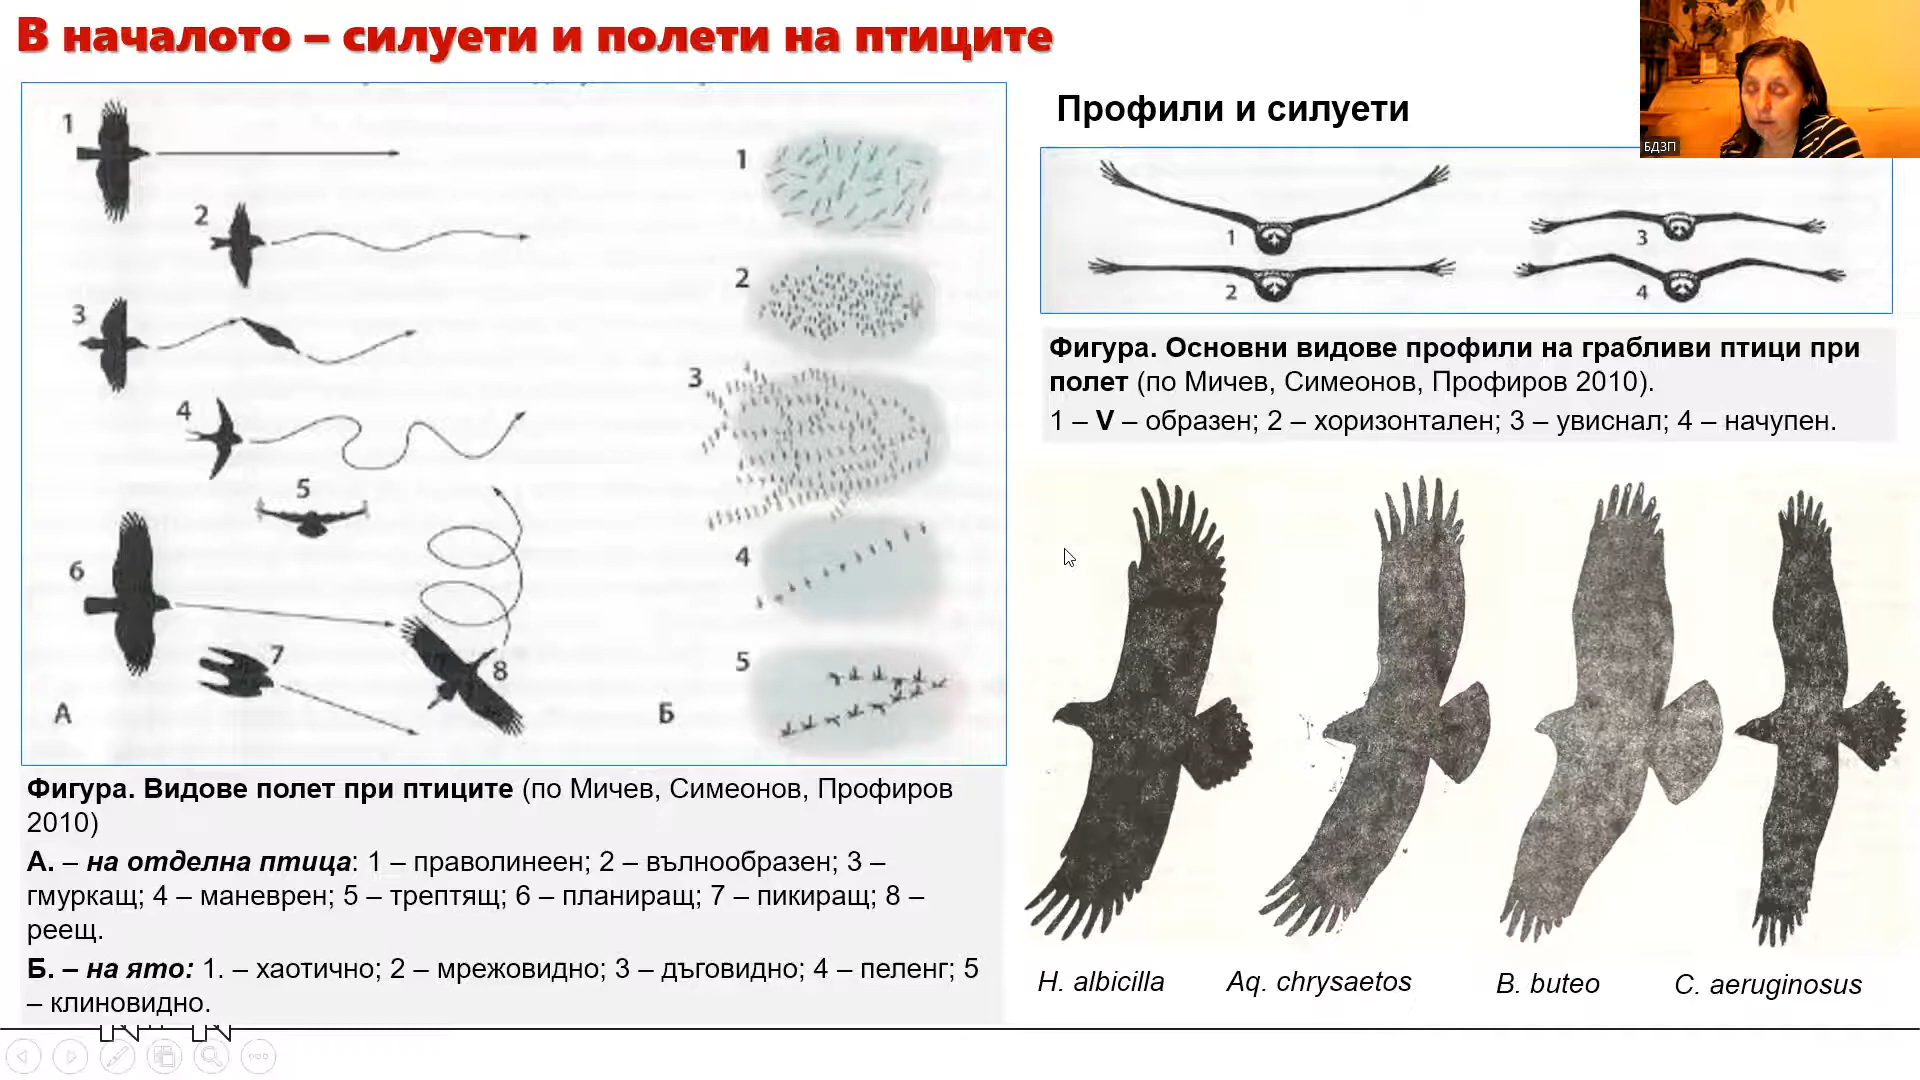 В началото – силуети и полети на птиците
1
2
3
4
5
6
7
8
А
1
2
3
4
5
Б
Фигура. Видове полет при птиците (по Мичев, Симеонов, Профиров
2010)
А. – на отделна птица: 1 – праволинеен; 2 – вълнообразен; 3 –
гмуркащ; 4 – маневрен; 5 – трептящ; 6 – планиращ; 7 – пикиращ; 8 –
реещ.
Б. – на ято: 1. – хаотично; 2 – мрежовидно; 3 – дъговидно; 4 – пеленг; 5
– клиновидно.
Профили и силуети
БДЗП
1
2
3
4
Фигура. Основни видове профили на грабливи птици при
полет (по Мичев, Симеонов, Профиров 2010).
1 – V – образен; 2 – хоризонтален; 3 – увиснал; 4 – начупен.
H. albicilla
Aq. chrysaetos
B. buteo
C. aeruginosus